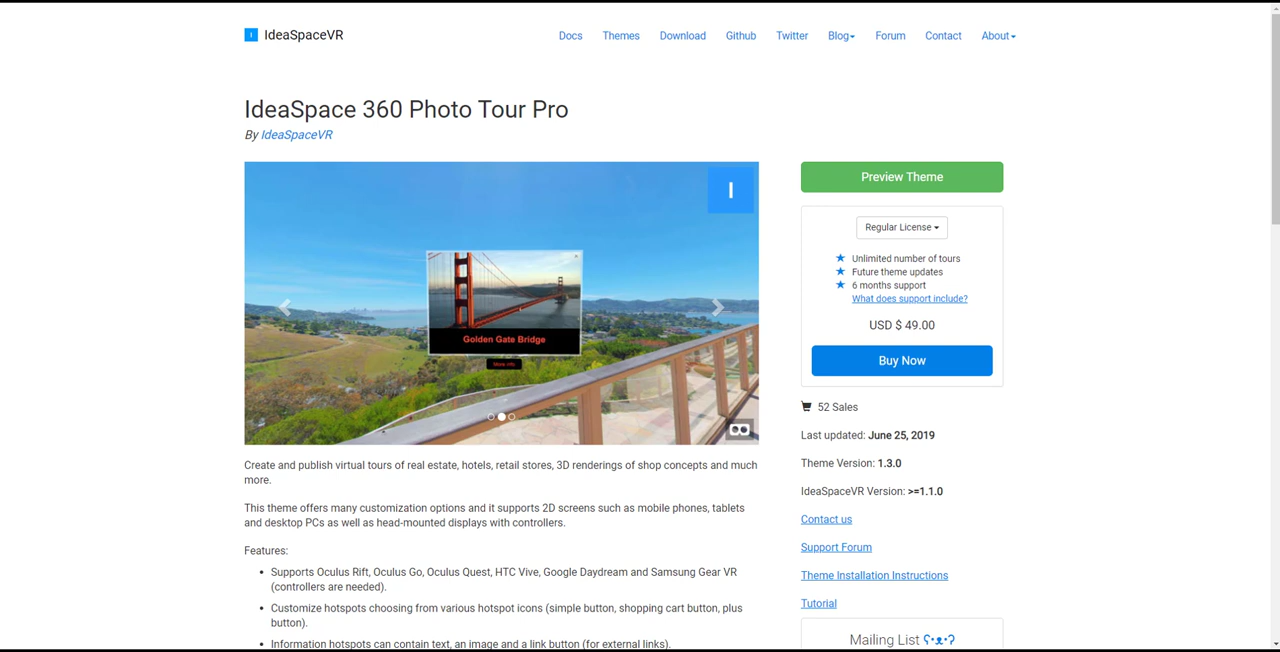 I IdeaSpaceVR
Docs Themes Download Github Twitter Blog Forum Contact About
IdeaSpace 360 Photo Tour Pro
By IdeaSpaceVR
I
Golden Gate Bridge
More Info
Create and publish virtual tours of real estate, hotels, retail stores, 3D renderings of shop concepts and much
more.
This theme offers many customization options and it supports 2D screens such as mobile phones, tablets
and desktop PCs as well as head-mounted displays with controllers.
Features:
• Supports Oculus Rift, Oculus Go, Oculus Quest, HTC Vive, Google Daydream and Samsung Gear VR
(controllers are needed).
• Customize hotspots choosing from various hotspot icons (simple button, shopping cart button, plus
button).
• Information hotspots can contain text, an image and a link button (for external links).
Preview Theme
Regular License
★ Unlimited number of tours
★ Future theme updates
★ 6 months support
What does support include?
USD $ 49.00
Buy Now
52 Sales
Last updated: June 25, 2019
Theme Version: 1.3.0
IdeaSpaceVR Version: >=1.1.0
Contact us
Support Forum
Theme Installation Instructions
Tutorial
Mailing List ʕ•ᴥ•ʔ